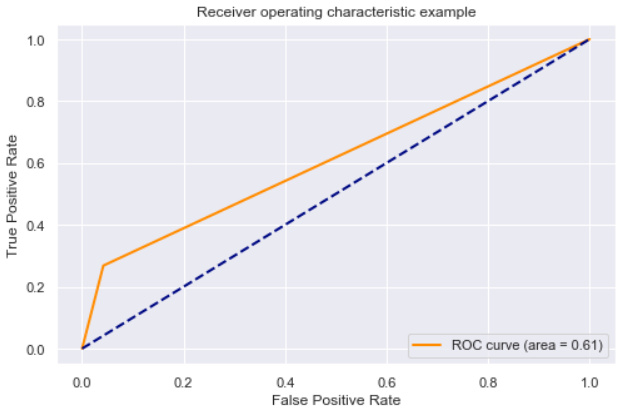 Receiver operating characteristic example
True Positive Rate
1.0
0.8
0.6
0.4
0.2
0.0
ROC curve (area = 0.61)
0.0 0.2 0.4 0.6 0.8 1.0
False Positive Rate